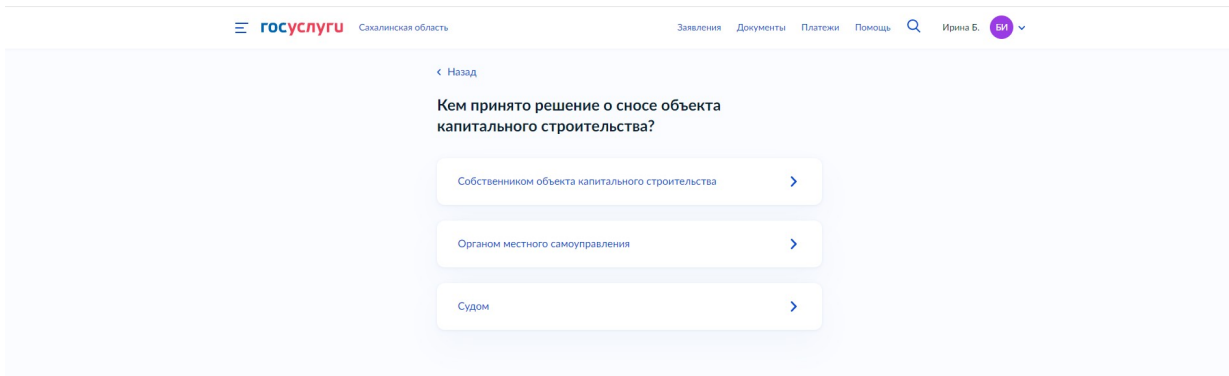 госуслуги Сахалинская область Заявления Документы Платежи Помощь Ирина Б. БИ
Назад
Кем принято решение о сносе объекта
капитального строительства?
Собственником объекта капитального строительства
Органом местного самоуправления
Судом